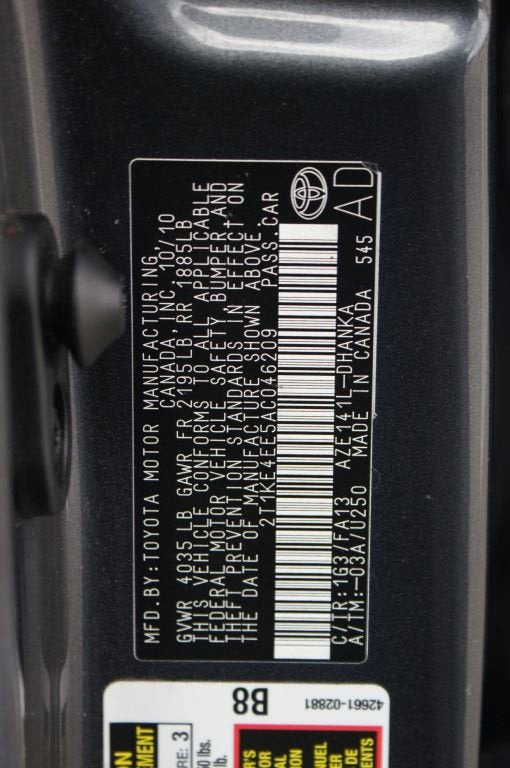 MFD.BY:TOYOTA MOTOR MANUFACTURING
CANADA, INC. 10/10
GVWR 4035LB GAWR FR 2195LB, RR 1885LB
THIS VEHICLE CONFORMS TO ALL APPLICABLE
FEDERAL MOTOR VEHICLE SAFETY, BUMPER AND
THEFT PREVENTION STANDARDS IN EFFECT ON
THE DATE OF MANUFACTURE SHOWN ABOVE.
2T1KE4EE5AC046209 PASS.CAR
C/TR:1G3/FA13 AZE141L-DHANKA
A/TM:-03A/U250 MADE IN CANADA 545
AD
B8
42661-02881
3
lbs.
lb.